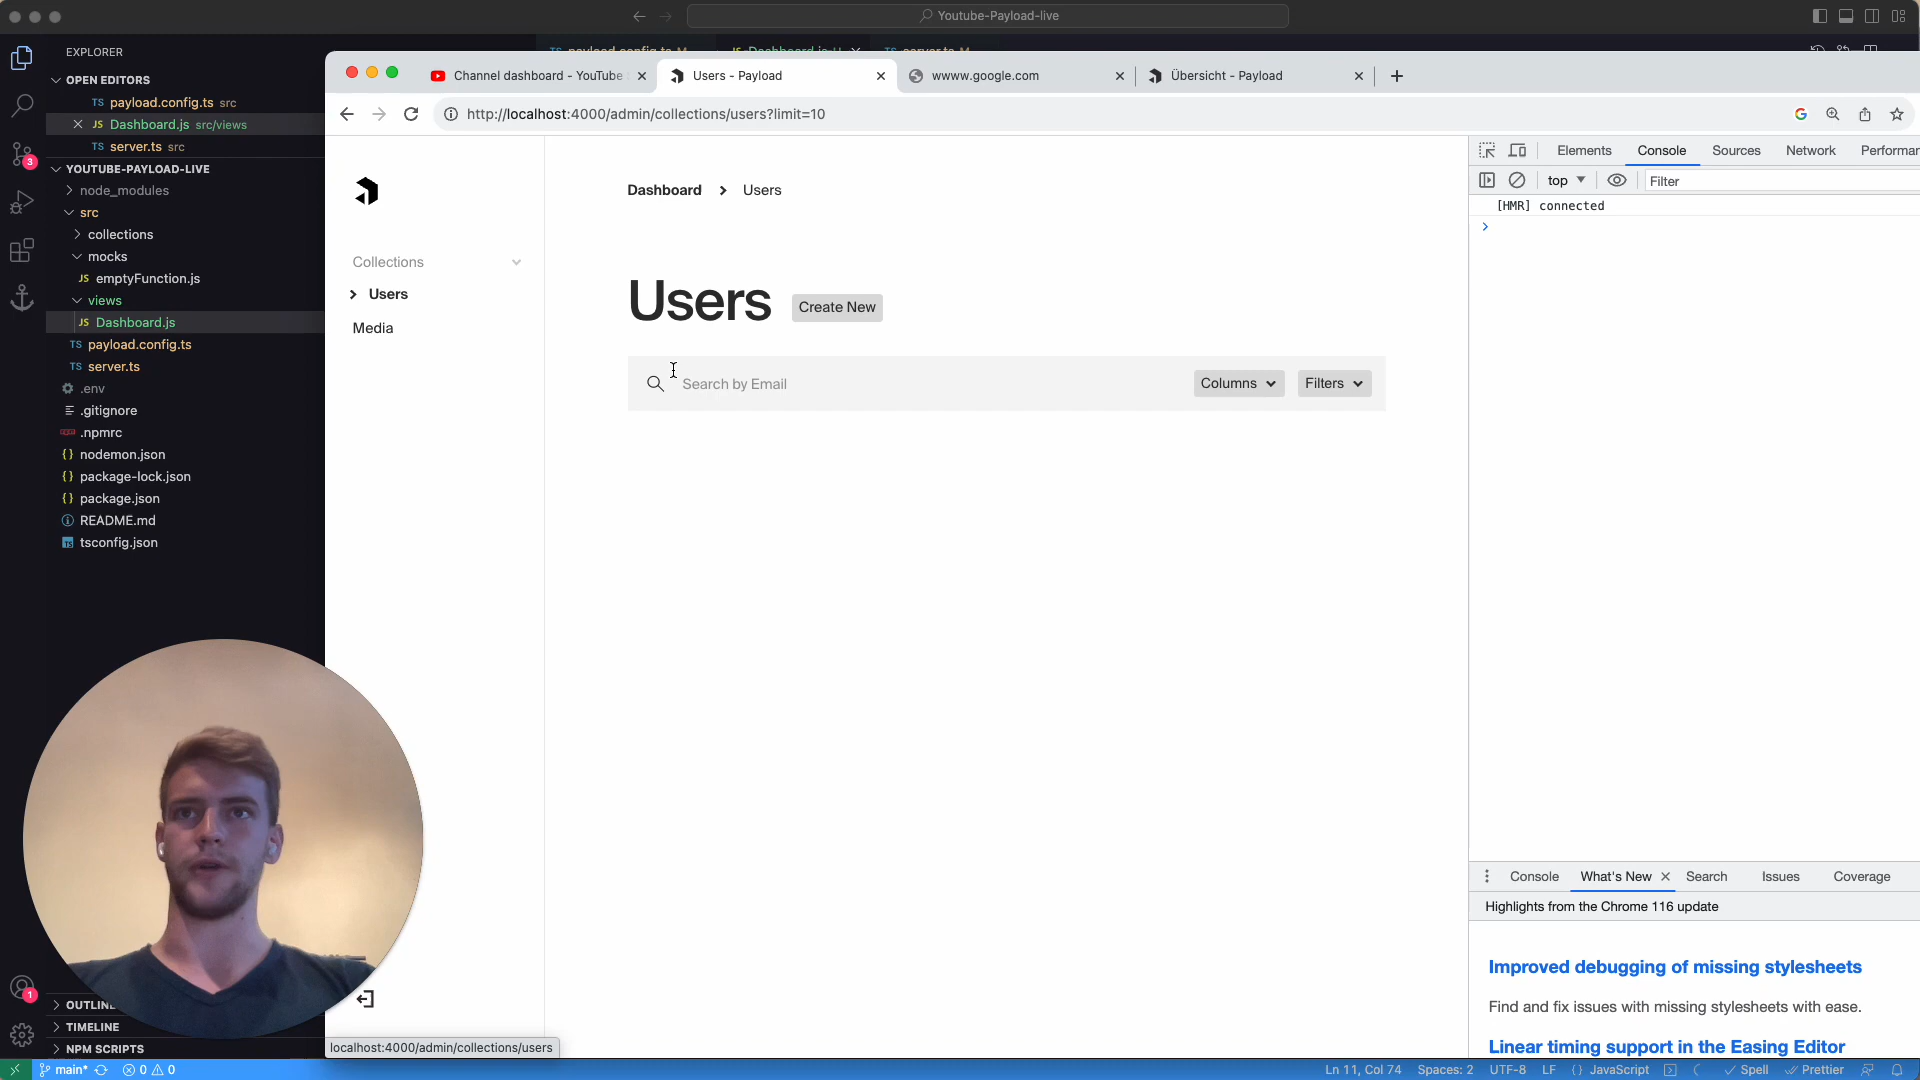 Youtube-Payload-live
EXPLORER
OPEN EDITORS
TS payload.config.ts src
JS Dashboard.js src/views
TS server.ts src
YOUTUBE-PAYLOAD-LIVE
node_modules
src
collections
mocks
JS emptyFunction.js
views
JS Dashboard.js
TS payload.config.ts
TS server.ts
.env
.gitignore
.npmrc
nodemon.json
package-lock.json
package.json
README.md
tsconfig.json
3
1
TIMELINE
NPM SCRIPTS
Channel dashboard - YouTube
Users - Payload
wwww.google.com
Übersicht - Payload
http://localhost:4000/admin/collections/users?limit=10
Dashboard > Users
Collections
Users
Media
Users
Create New
Search by Email
Columns
Filters
Elements Console Sources Network Performar
top
Filter
[HMR] connected
Console What's New Search Issues Coverage
Highlights from the Chrome 116 update
Improved debugging of missing stylesheets
Find and fix issues with missing stylesheets with ease.
Linear timing support in the Easing Editor
localhost:4000/admin/collections/users
main* 0 0
Ln 11, Col 74 Spaces: 2 UTF-8 LF {} JavaScript Spell Prettier